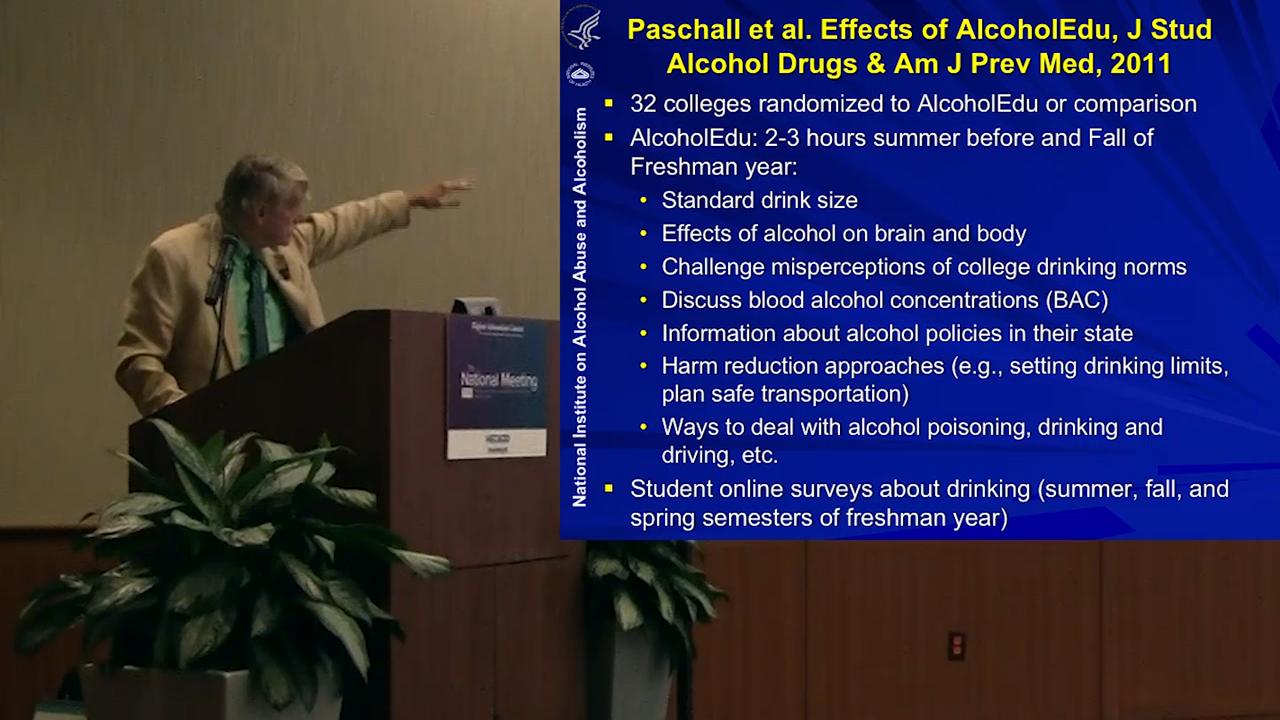 Paschall et al. Effects of AlcoholEdu, J Stud
Alcohol Drugs & Am J Prev Med, 2011
National Institute on Alcohol Abuse and Alcoholism
▪ 32 colleges randomized to AlcoholEdu or comparison
▪ AlcoholEdu: 2-3 hours summer before and Fall of
Freshman year:
• Standard drink size
• Effects of alcohol on brain and body
• Challenge misperceptions of college drinking norms
• Discuss blood alcohol concentrations (BAC)
• Information about alcohol policies in their state
• Harm reduction approaches (e.g., setting drinking limits,
plan safe transportation)
• Ways to deal with alcohol poisoning, drinking and
driving, etc.
▪ Student online surveys about drinking (summer, fall, and
spring semesters of freshman year)
National Meeting